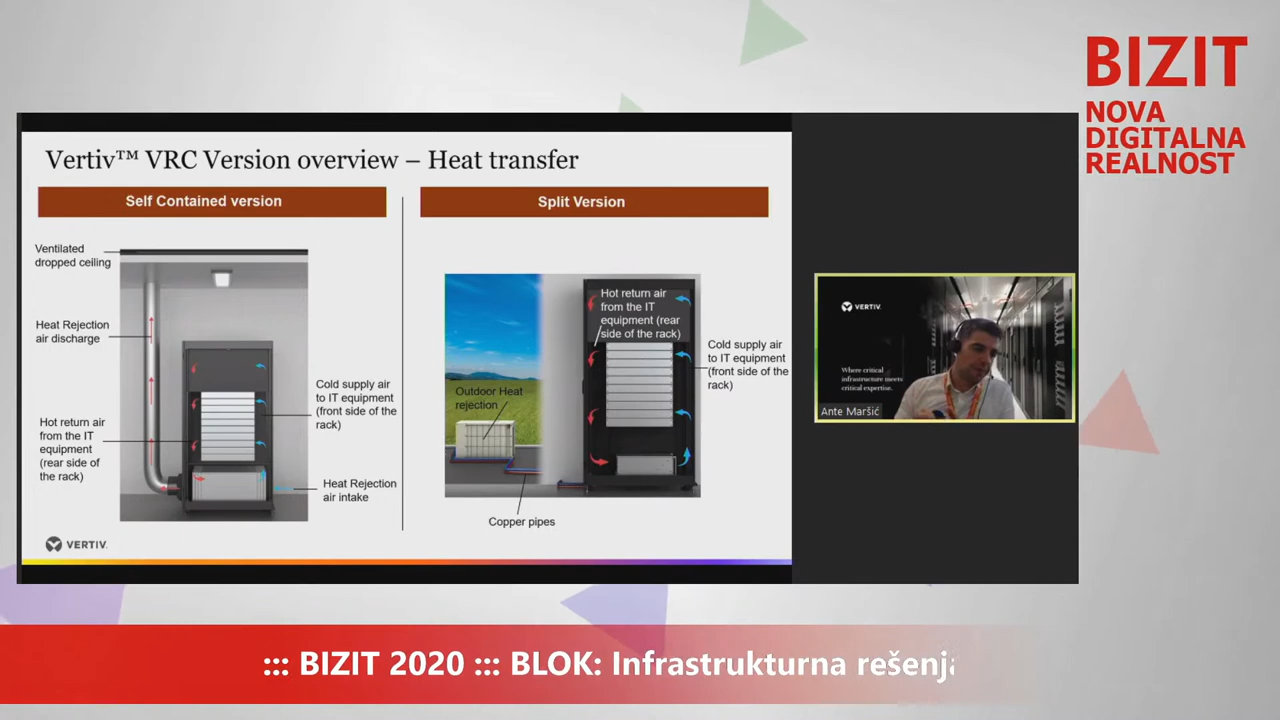 BIZIT
NOVA
DIGITALNA
REALNOST
Vertiv™ VRC Version overview – Heat transfer
Self Contained version
Ventilated
dropped ceiling
Heat Rejection
air discharge
Hot return air
from the IT
equipment
(rear side of
the rack)
Cold supply air
to IT equipment
(front side of the
rack)
Heat Rejection
air intake
Split Version
Hot return air
from the IT
equipment (rear
side of the rack)
Cold supply air
to IT equipment
(front side of the
rack)
Outdoor Heat
rejection
Copper pipes
VERTIV.
VERTIV.
Where critical
infrastructure meets
critical expertise.
Ante Maršić
::: BIZIT 2020 ::: BLOK: Infrastrukturna rešenja